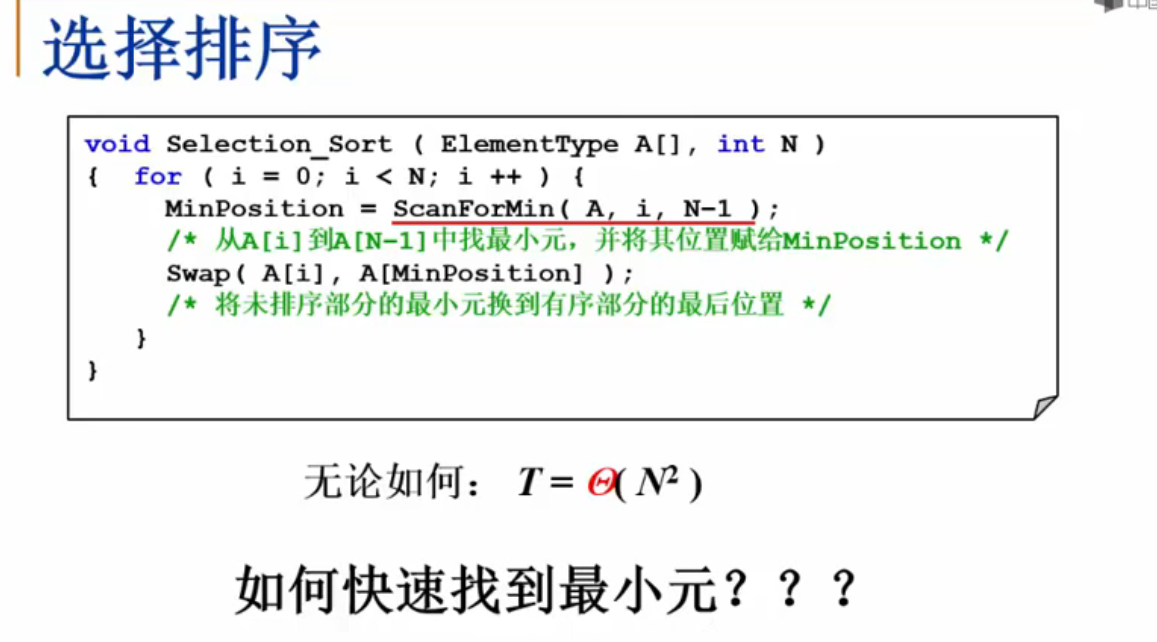 选择排序
void Selection_Sort ( ElementType A[], int N )
{ for ( i = 0; i < N; i ++ ) {
MinPosition = ScanForMin( A, i, N-1 );
/* 从A[i]到A[N-1]中找最小元，并将其位置赋给MinPosition */
Swap( A[i], A[MinPosition] );
/* 将未排序部分的最小元换到有序部分的最后位置 */
}
}
无论如何： T = Θ( N² )
如何快速找到最小元？？？